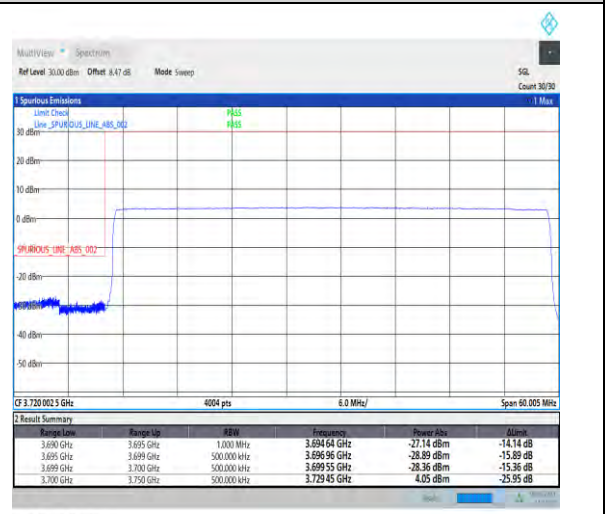 MultiView Spectrum
Ref Level 30.00 dBm Offset 8.47 dB Mode Sweep SGL
Count 30/30
1 Spurious Emissions 1 Max
Limit Check PASS
Line _SPURIOUS_LINE_ABS_002 PASS
30 dBm
20 dBm
10 dBm
0 dBm
_SPURIOUS_LINE_ABS_002
-20 dBm
-30 dBm
-40 dBm
-50 dBm
CF 3.720 002 5 GHz 4004 pts 6.0 MHz/ Span 60.005 MHz
2 Result Summary
Range Low Range Up RBW Frequency Power Abs ΔLimit
3.690 GHz 3.695 GHz 1.000 MHz 3.694 64 GHz -27.14 dBm -14.14 dB
3.695 GHz 3.699 GHz 500.000 kHz 3.696 96 GHz -28.89 dBm -15.89 dB
3.699 GHz 3.700 GHz 500.000 kHz 3.699 55 GHz -28.36 dBm -15.36 dB
3.700 GHz 3.750 GHz 500.000 kHz 3.729 45 GHz 4.05 dBm -25.95 dB